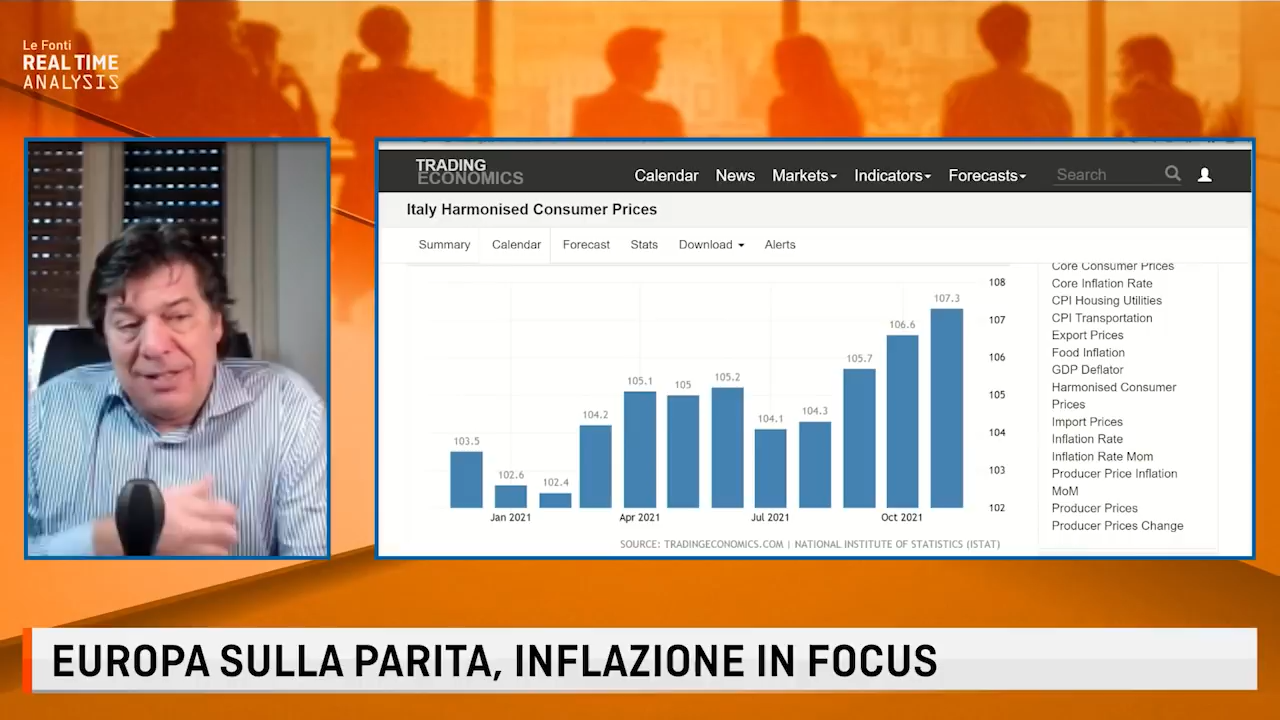 Le Fonti
REAL TIME
ANALYSIS
TRADING
ECONOMICS
Calendar News Markets Indicators Forecasts Search
Italy Harmonised Consumer Prices
Summary Calendar Forecast Stats Download Alerts
103.5
102.6
102.4
104.2
105.1
105
105.2
104.1
104.3
105.7
106.6
107.3
108
107
106
105
104
103
102
Jan 2021 Apr 2021 Jul 2021 Oct 2021
SOURCE: TRADINGECONOMICS.COM | NATIONAL INSTITUTE OF STATISTICS (ISTAT)
Core Consumer Prices
Core Inflation Rate
CPI Housing Utilities
CPI Transportation
Export Prices
Food Inflation
GDP Deflator
Harmonised Consumer
Prices
Import Prices
Inflation Rate
Inflation Rate Mom
Producer Price Inflation
MoM
Producer Prices
Producer Prices Change
EUROPA SULLA PARITA, INFLAZIONE IN FOCUS